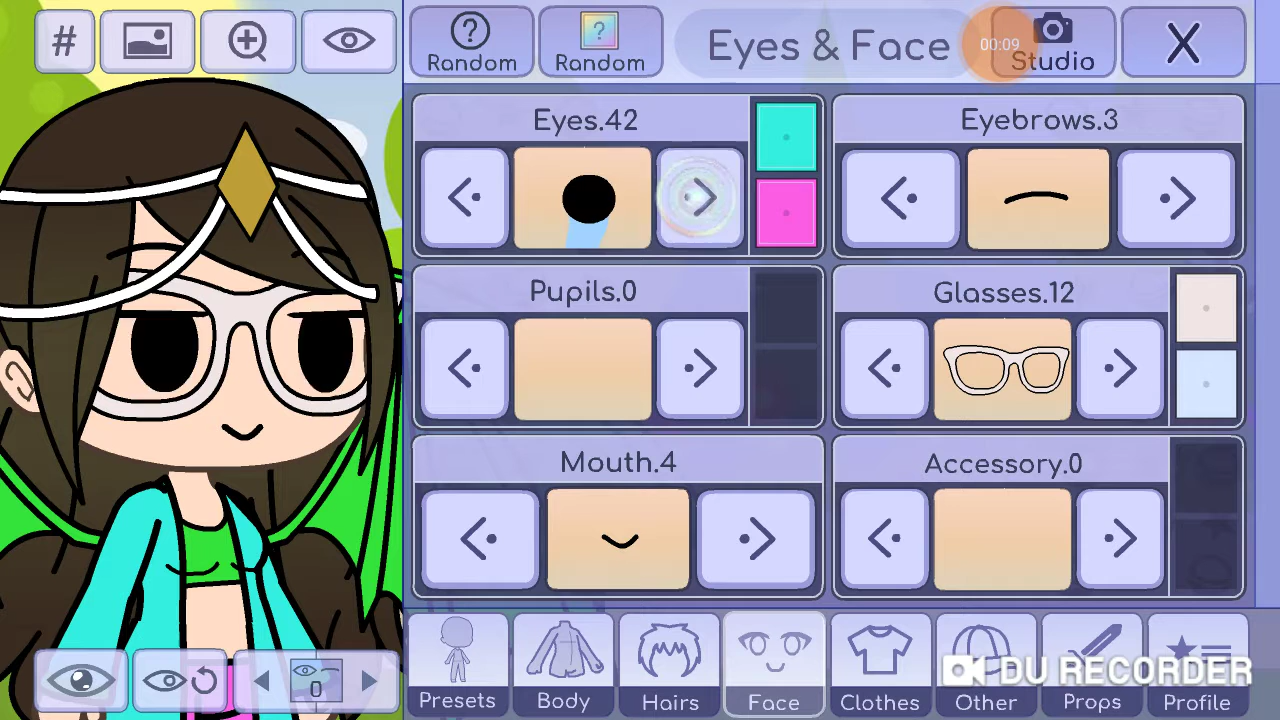 #
? Random
? Random
Eyes & Face
00:09
Studio
X
Eyes.42
Eyebrows.3
Pupils.0
Glasses.12
Mouth.4
Accessory.0
0
Presets
Body
Hairs
Face
Clothes
Other
Props
Profile
DU RECORDER